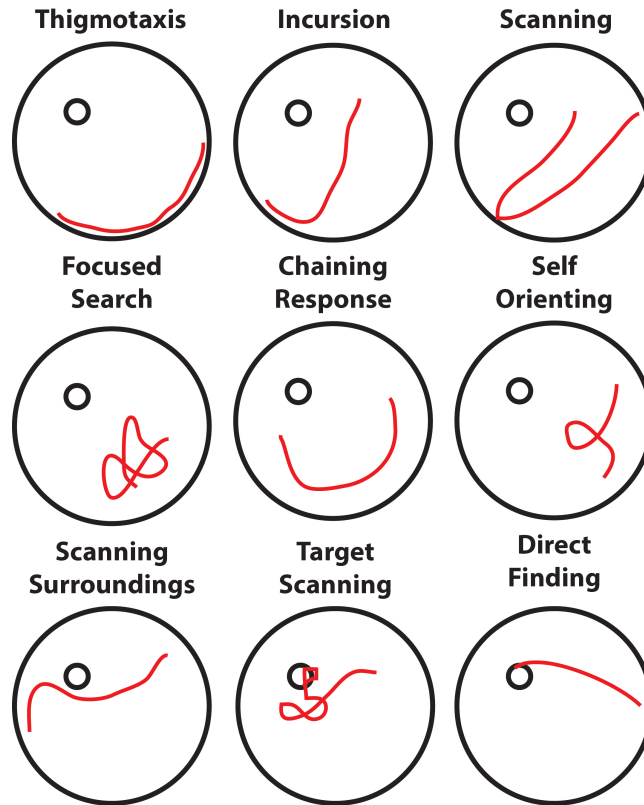 Thigmotaxis
Incursion
Scanning
Focused
Search
Chaining
Response
Self
Orienting
Scanning
Surroundings
Target
Scanning
Direct
Finding